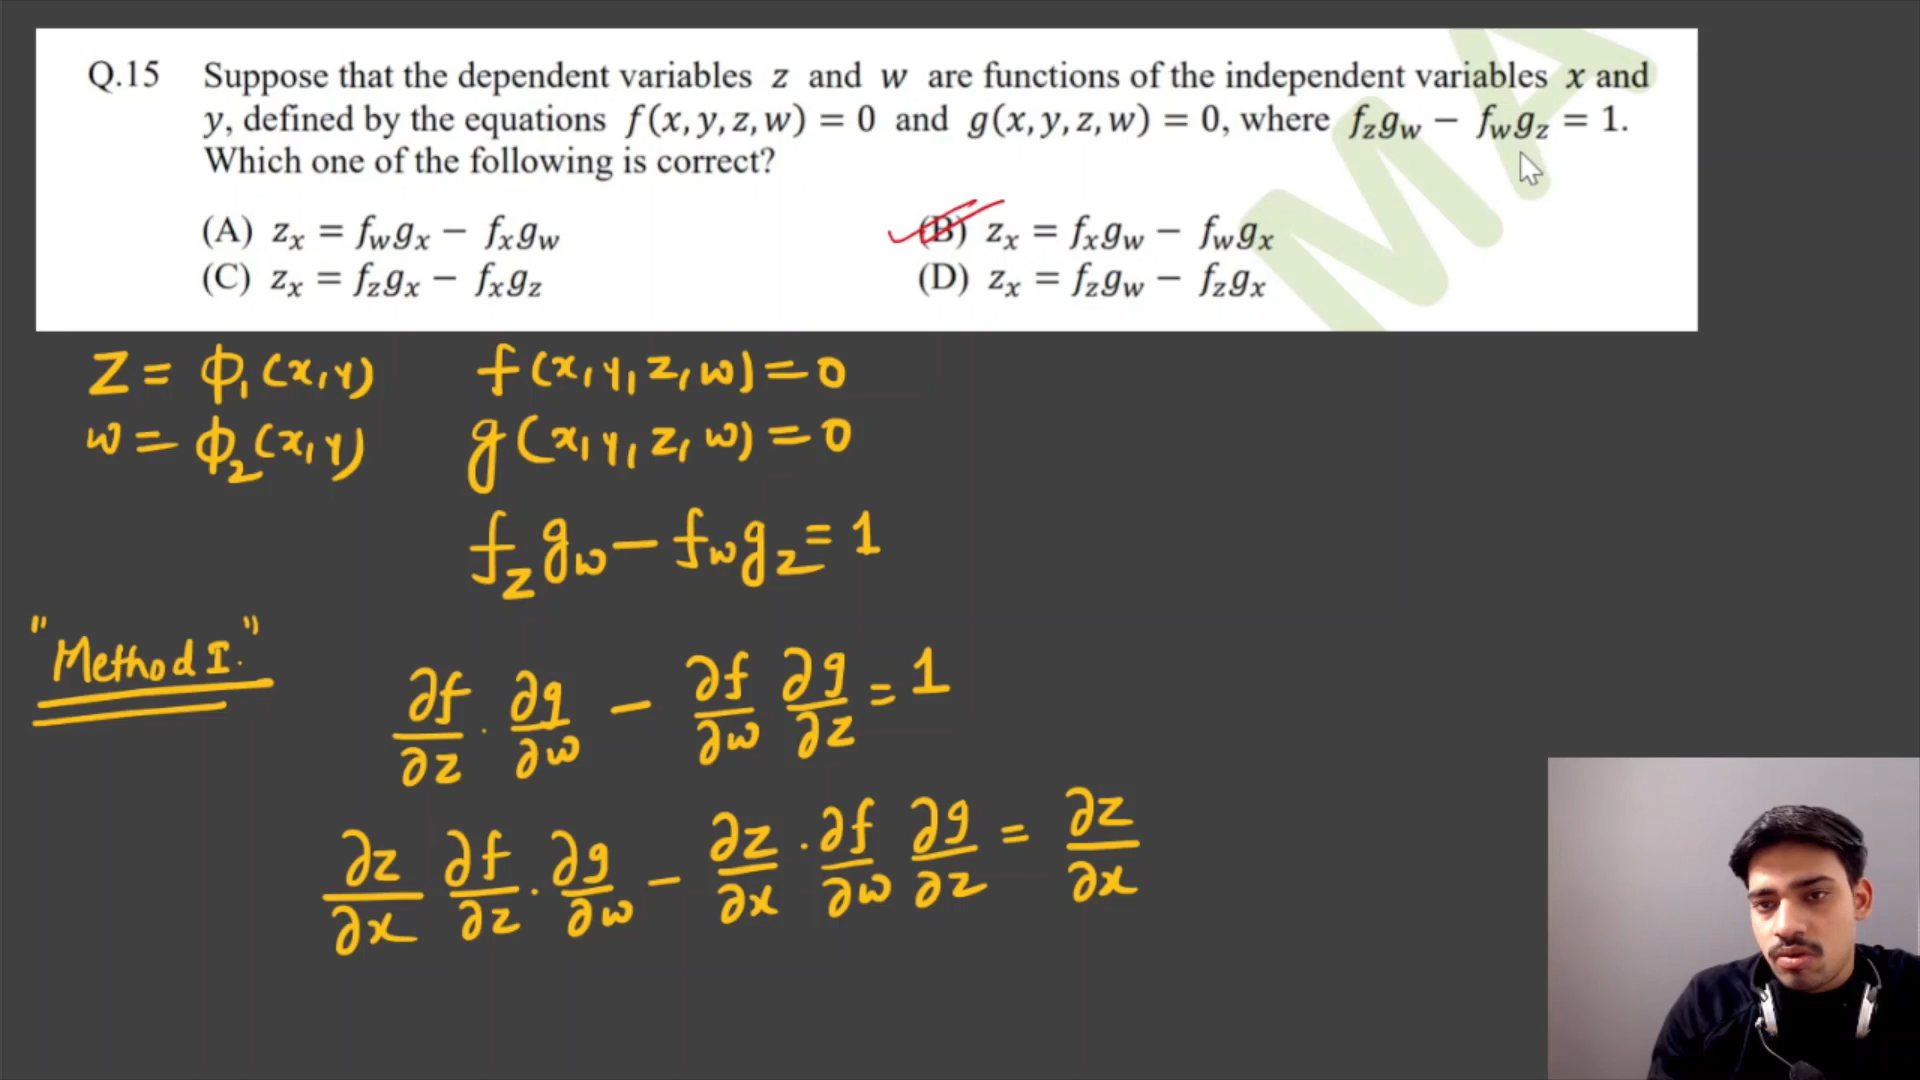 Q.15 Suppose that the dependent variables z and w are functions of the independent variables x and
y, defined by the equations f(x, y, z, w) = 0 and g(x, y, z, w) = 0, where f_z g_w − f_w g_z = 1.
Which one of the following is correct?
(A) z_x = f_w g_x − f_x g_w (B) z_x = f_x g_w − f_w g_x
(C) z_x = f_z g_x − f_x g_z (D) z_x = f_z g_w − f_z g_x
MA
z = ϕ₁(x,y) f(x,y,z,w)=0
w = ϕ₂(x,y) g(x,y,z,w)=0
f_z g_w − f_w g_z = 1
"Method I."
∂f/∂z · ∂g/∂w − ∂f/∂w ∂g/∂z = 1
∂z/∂x ∂f/∂z · ∂g/∂w − ∂z/∂x · ∂f/∂w ∂g/∂z = ∂z/∂x